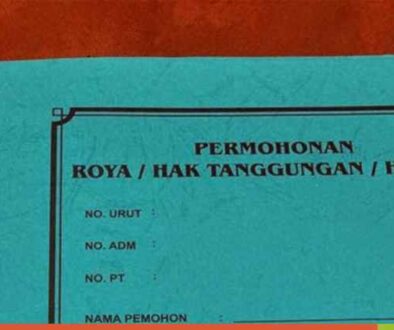 PERMOHONAN
ROYA / HAK TANGGUNGAN / H
NO. URUT :
NO. ADM :
NO. PT :
NAMA PEMOHON :